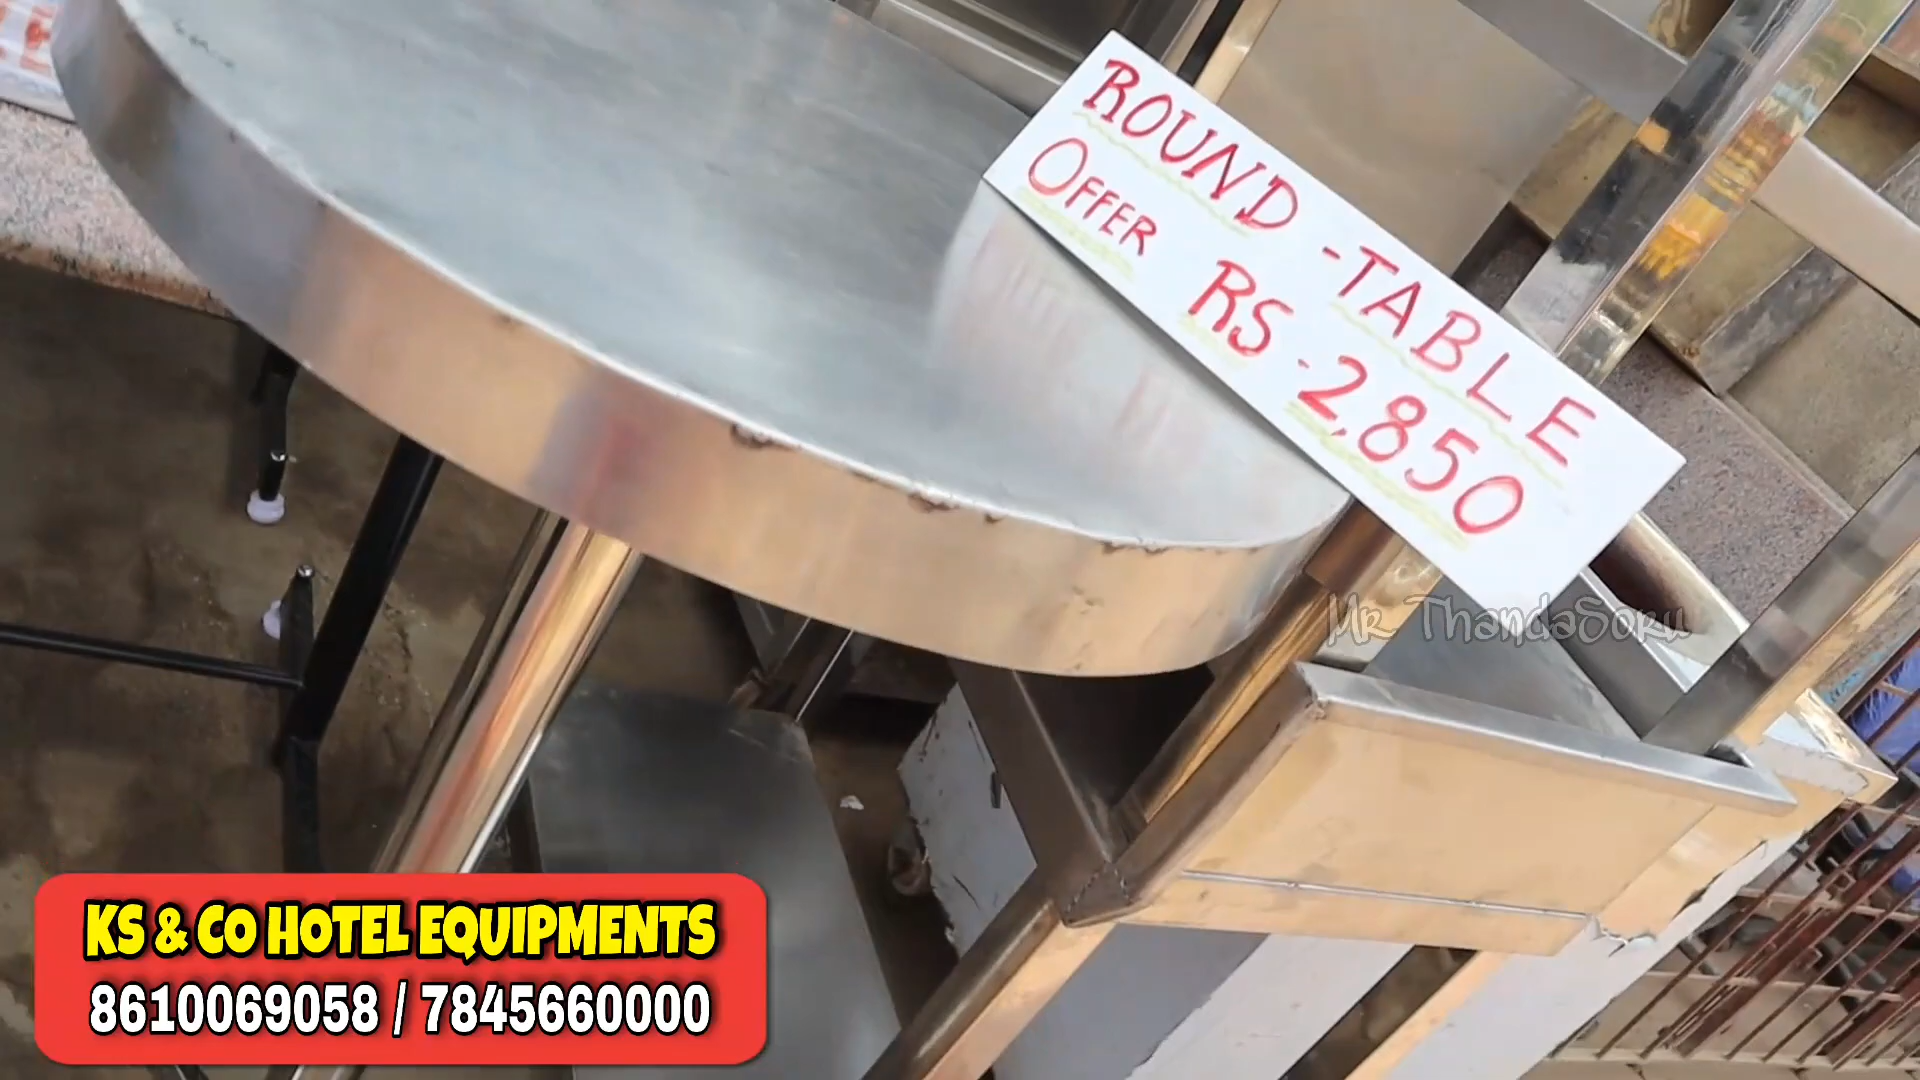 ROUND - TABLE
OFFER RS - 2,850
Mr ThandaSoru
KS & CO HOTEL EQUIPMENTS
8610069058 / 7845660000